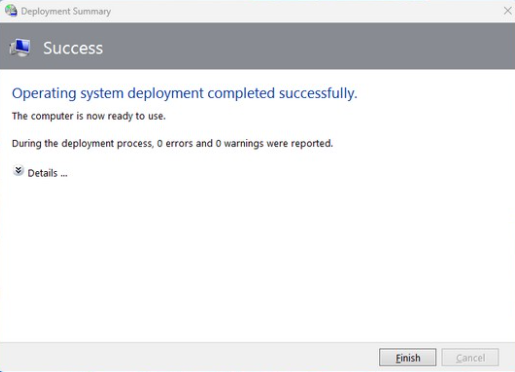 Deployment Summary
Success
Operating system deployment completed successfully.
The computer is now ready to use.
During the deployment process, 0 errors and 0 warnings were reported.
Details ...
Finish
Cancel